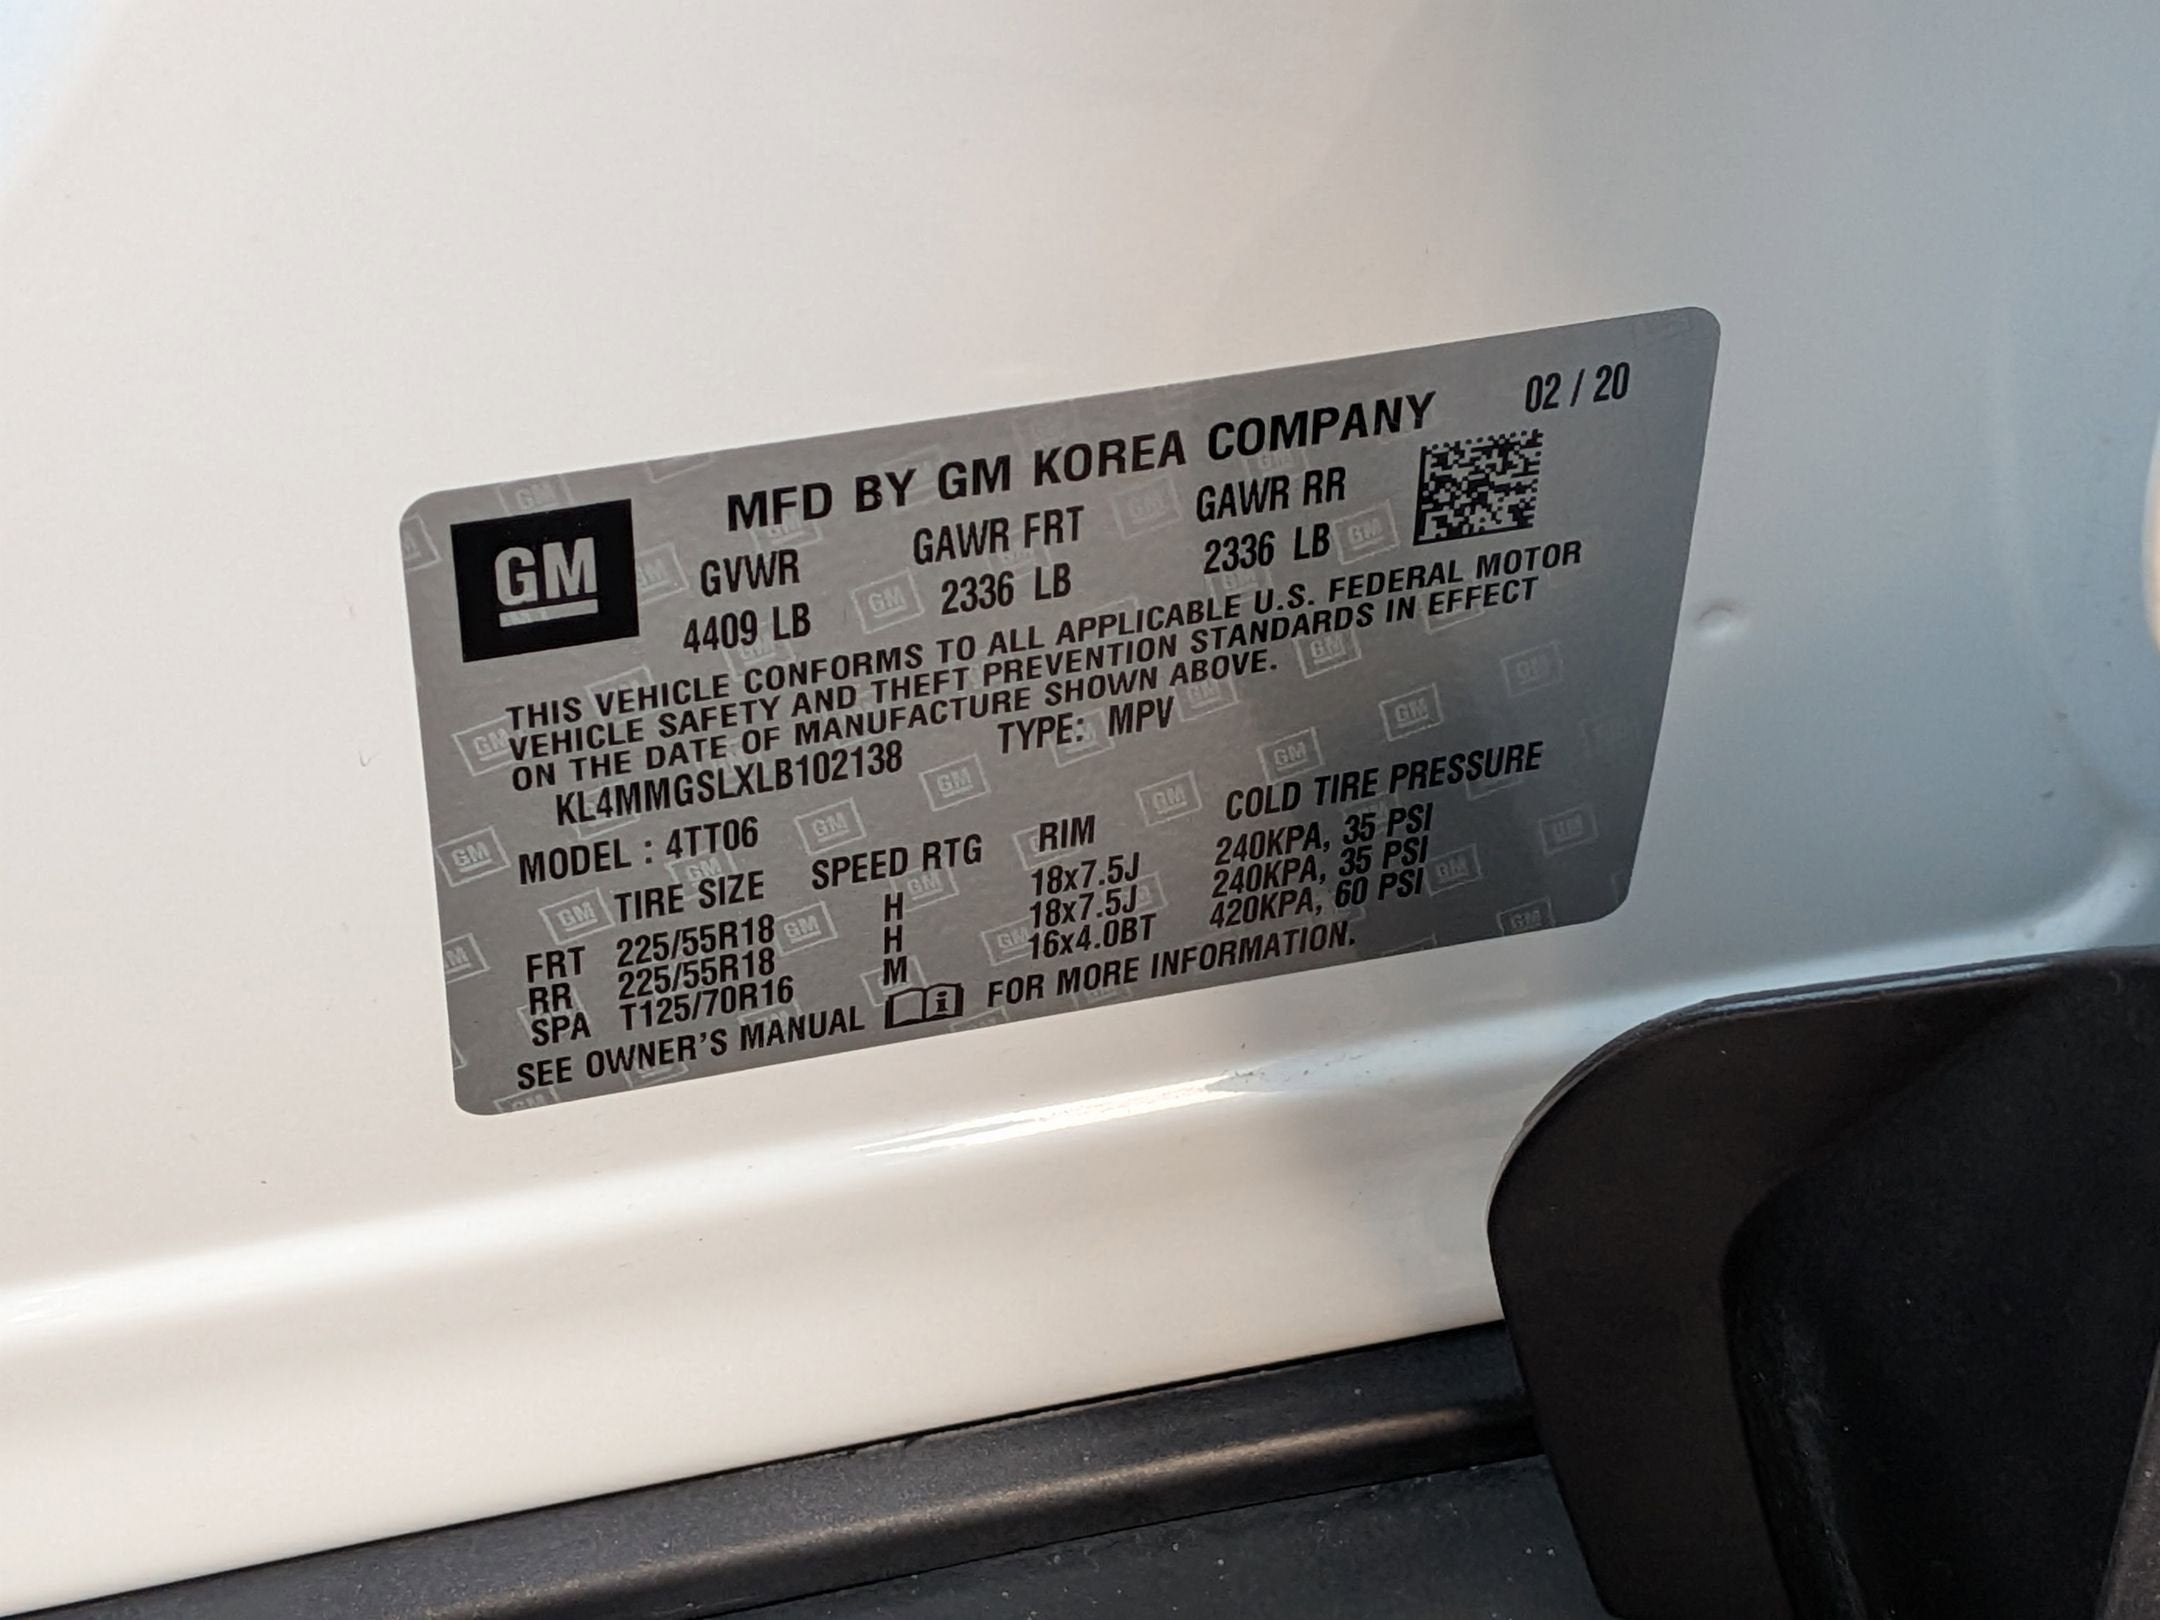 MFD BY GM KOREA COMPANY 02 / 20
GM
GVWR GAWR FRT GAWR RR
4409 LB 2336 LB 2336 LB
THIS VEHICLE CONFORMS TO ALL APPLICABLE U.S. FEDERAL MOTOR
VEHICLE SAFETY AND THEFT PREVENTION STANDARDS IN EFFECT
ON THE DATE OF MANUFACTURE SHOWN ABOVE.
KL4MMGSLXLB102138 TYPE: MPV
MODEL : 4TT06
TIRE SIZE SPEED RTG RIM COLD TIRE PRESSURE
FRT 225/55R18 H 18x7.5J 240KPA, 35 PSI
RR 225/55R18 H 18x7.5J 240KPA, 35 PSI
SPA T125/70R16 M 16x4.0BT 420KPA, 60 PSI
SEE OWNER'S MANUAL FOR MORE INFORMATION.